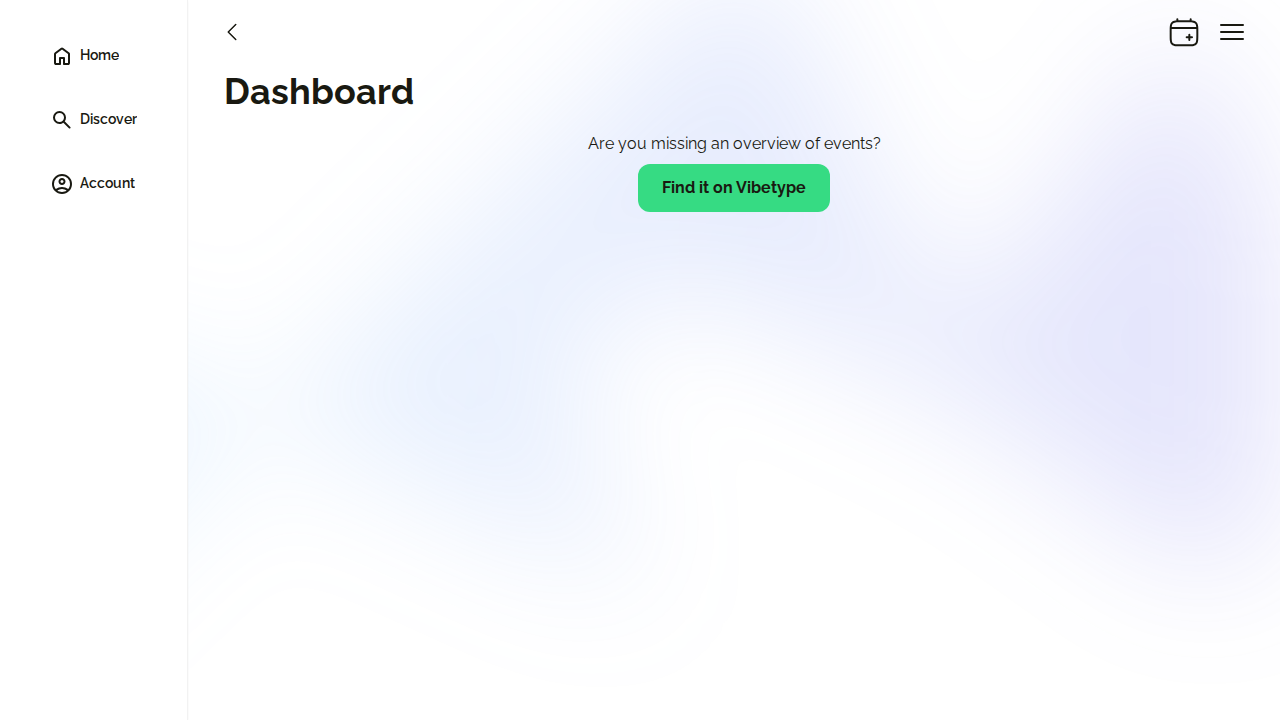 Home
Discover
Account
Dashboard
Are you missing an overview of events?
Find it on Vibetype